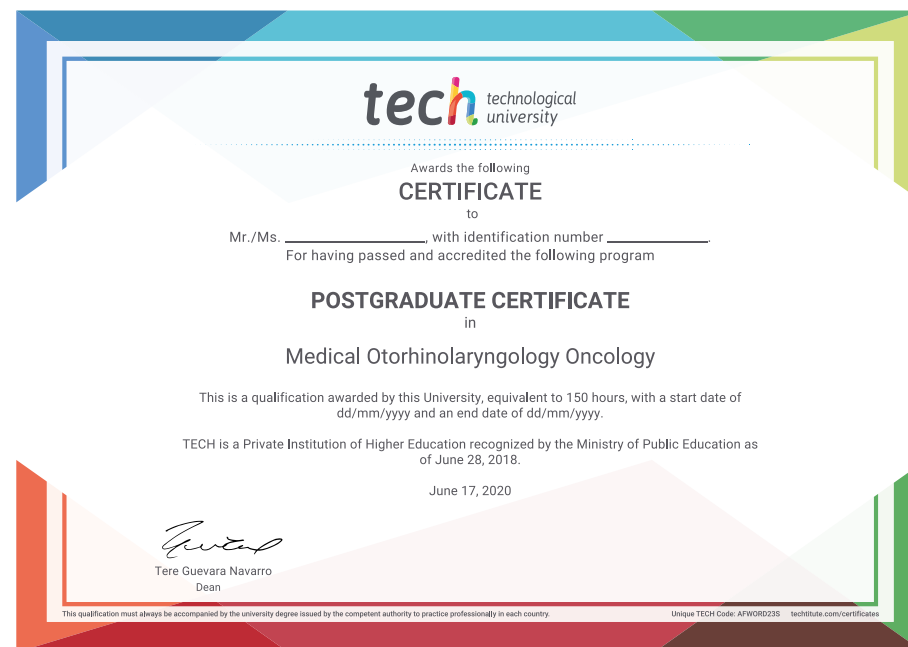 tech technological
university
Awards the following
CERTIFICATE
to
Mr./Ms. ____________________, with identification number ______________.
For having passed and accredited the following program
POSTGRADUATE CERTIFICATE
in
Medical Otorhinolaryngology Oncology
This is a qualification awarded by this University, equivalent to 150 hours, with a start date of
dd/mm/yyyy and an end date of dd/mm/yyyy.
TECH is a Private Institution of Higher Education recognized by the Ministry of Public Education as
of June 28, 2018.
June 17, 2020
Tere Guevara Navarro
Dean
This qualification must always be accompanied by the university degree issued by the competent authority to practice professionally in each country. Unique TECH Code: AFWORD23S techtitute.com/certificates